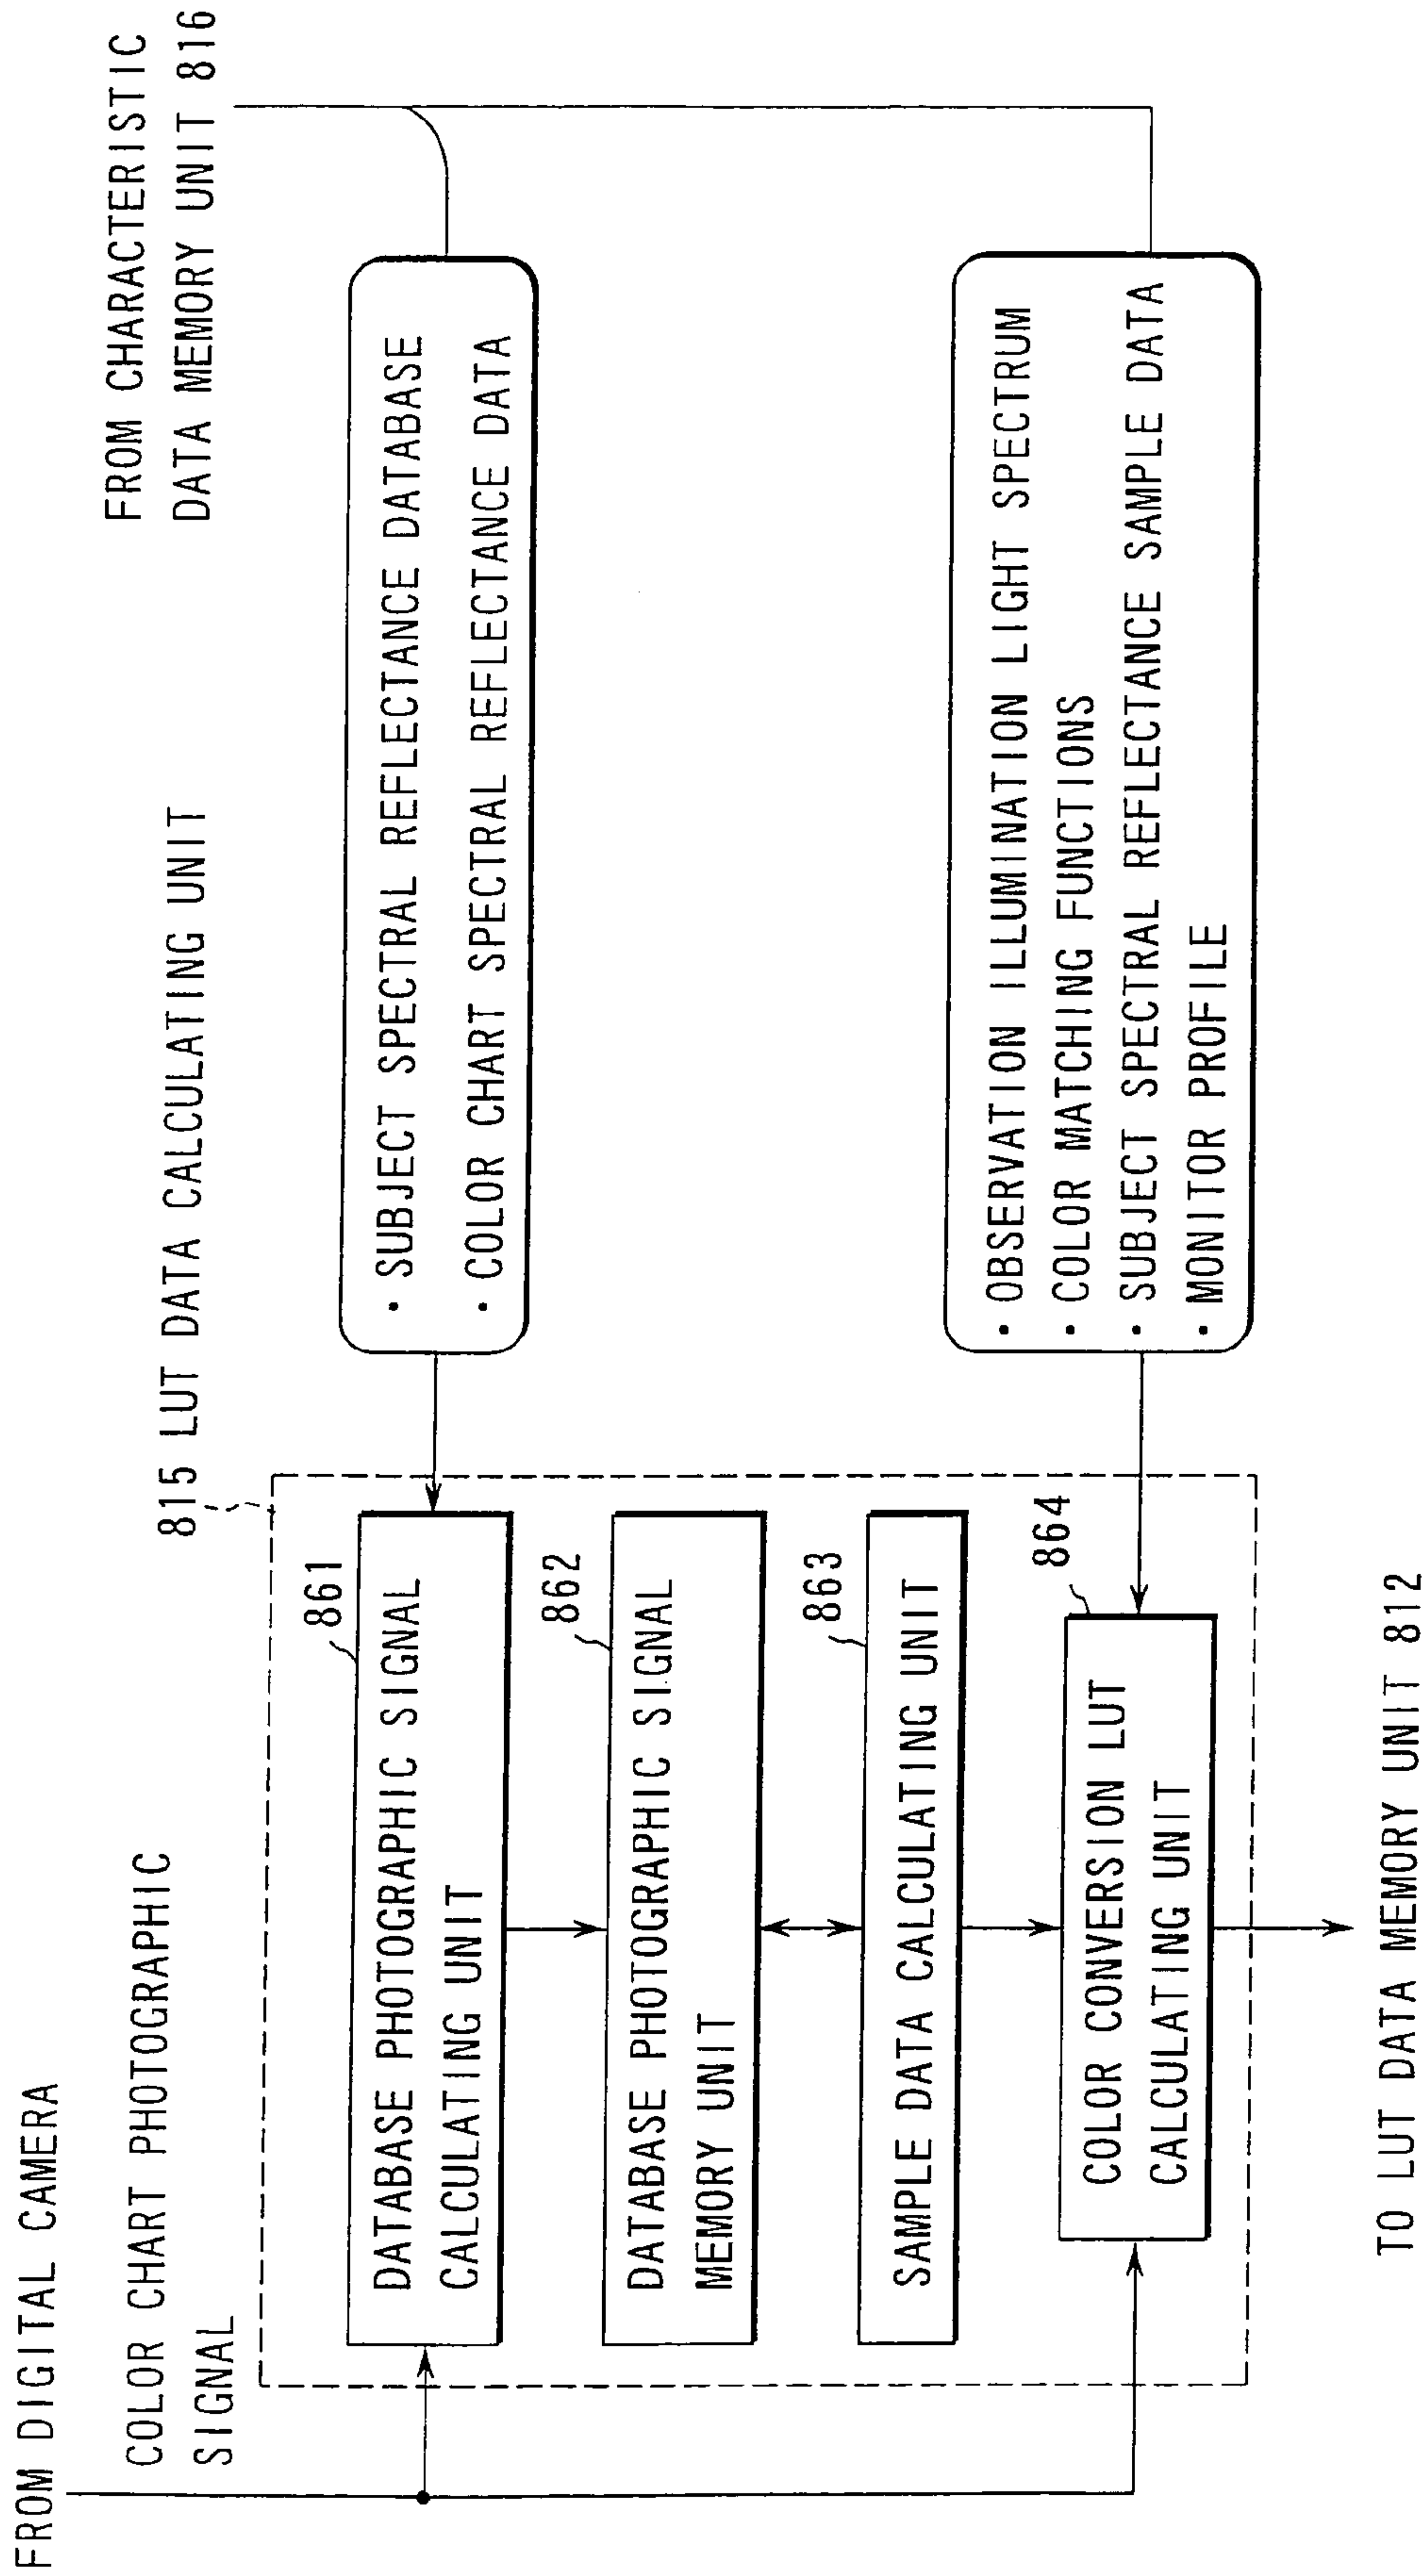 FROM DIGITAL CAMERA
COLOR CHART PHOTOGRAPHIC
SIGNAL
815 LUT DATA CALCULATING UNIT
FROM CHARACTERISTIC
DATA MEMORY UNIT 816
861
DATABASE PHOTOGRAPHIC SIGNAL
CALCULATING UNIT
• SUBJECT SPECTRAL REFLECTANCE DATABASE
• COLOR CHART SPECTRAL REFLECTANCE DATA
862
DATABASE PHOTOGRAPHIC SIGNAL
MEMORY UNIT
863
SAMPLE DATA CALCULATING UNIT
864
COLOR CONVERSION LUT
CALCULATING UNIT
• OBSERVATION ILLUMINATION LIGHT SPECTRUM
• COLOR MATCHING FUNCTIONS
• SUBJECT SPECTRAL REFLECTANCE SAMPLE DATA
• MONITOR PROFILE
TO LUT DATA MEMORY UNIT 812